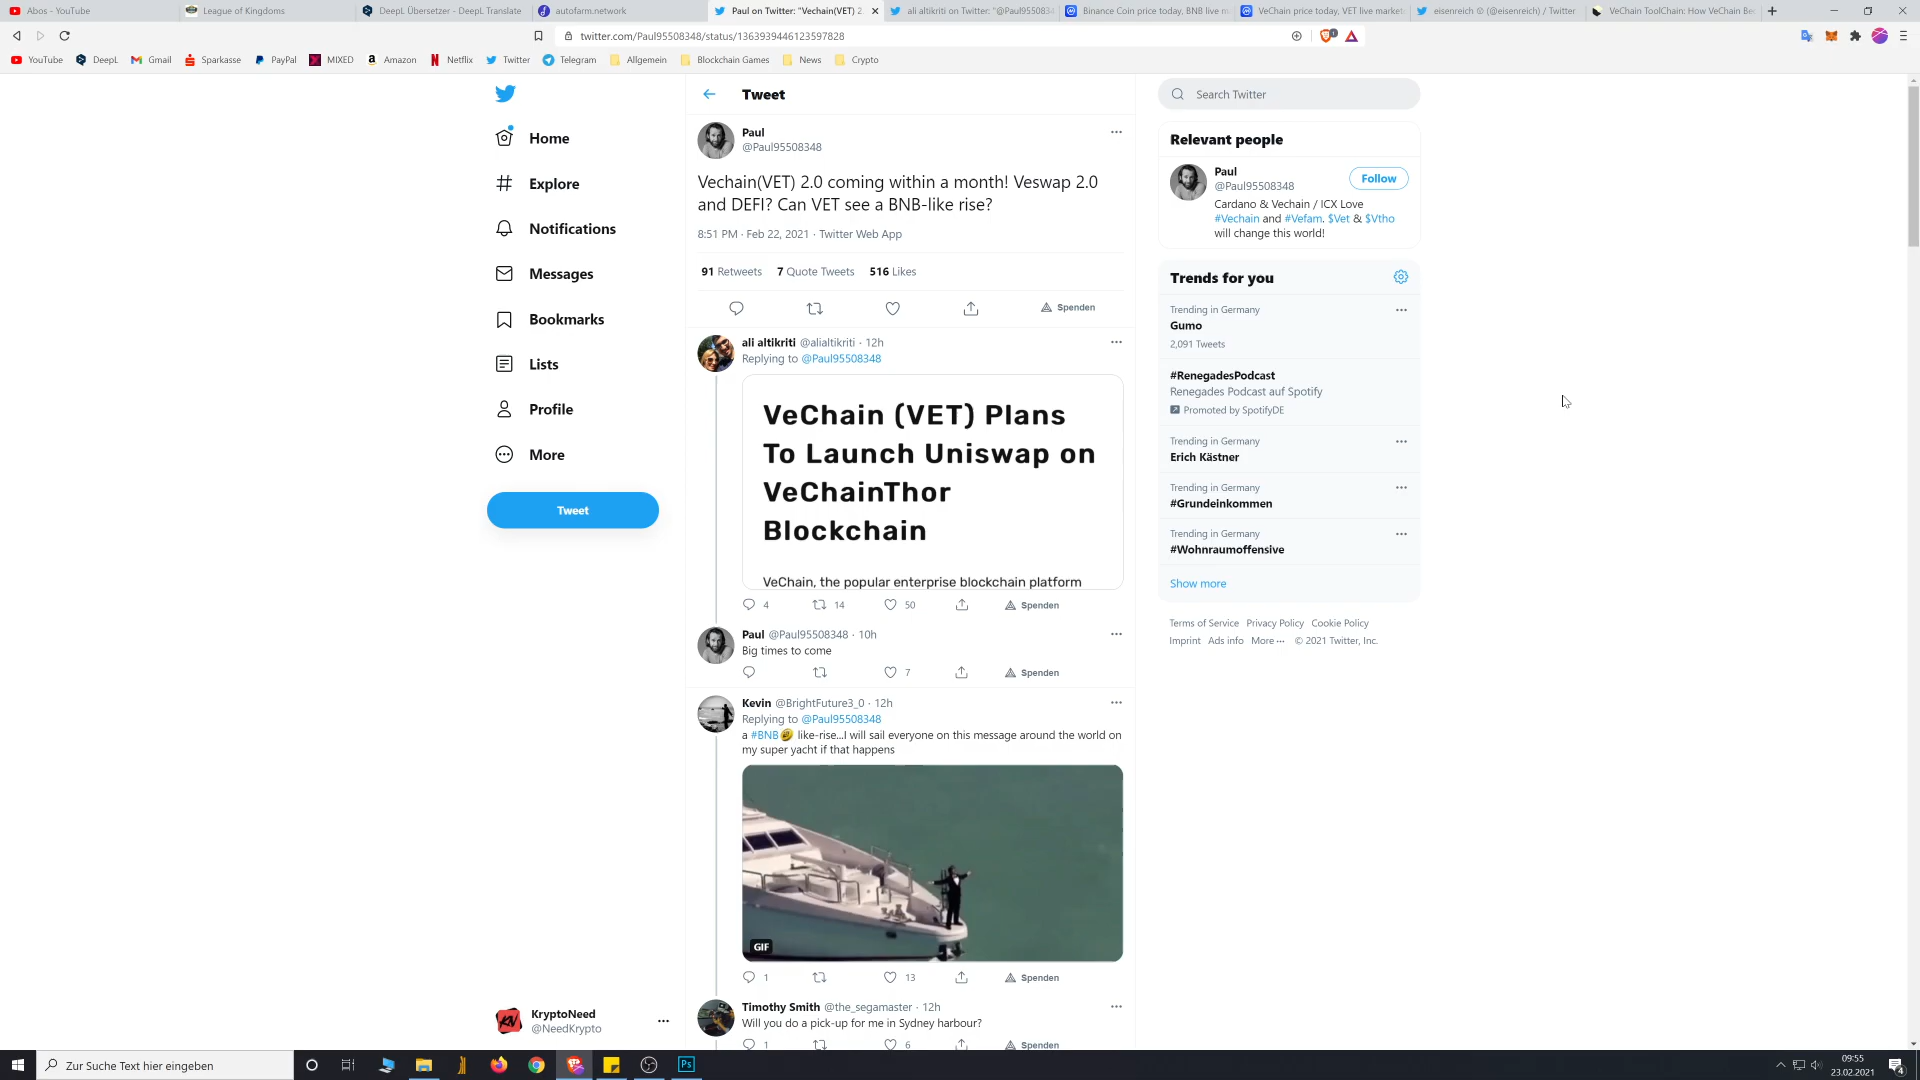 Abos - YouTube
League of Kingdoms
DeepL Übersetzer - DeepL Translate
autofarm.network
Paul on Twitter: "Vechain(VET) 2.
ali altikriti on Twitter: "@Paul955083
Binance Coin price today, BNB live m
VeChain price today, VET live market
eisenreich (@eisenreich) / Twitter
VeChain ToolChain: How VeChain Be
twitter.com/Paul95508348/status/1363939446123597828
YouTube
DeepL
Gmail
Sparkasse
PayPal
MIXED
Amazon
Netflix
Twitter
Telegram
Allgemein
Blockchain Games
News
Crypto
Home
Explore
Notifications
Messages
Bookmarks
Lists
Profile
More
Tweet
KryptoNeed
@NeedKrypto
Tweet
Paul
@Paul95508348
Vechain(VET) 2.0 coming within a month! Veswap 2.0
and DEFI? Can VET see a BNB-like rise?
8:51 PM · Feb 22, 2021 · Twitter Web App
91 Retweets 7 Quote Tweets 516 Likes
Spenden
ali altikriti @alialtikriti · 12h
Replying to @Paul95508348
VeChain (VET) Plans
To Launch Uniswap on
VeChainThor
Blockchain
VeChain, the popular enterprise blockchain platform
4 14 50 Spenden
Paul @Paul95508348 · 10h
Big times to come
7 Spenden
Kevin @BrightFuture3_0 · 12h
Replying to @Paul95508348
a #BNB like-rise...I will sail everyone on this message around the world on
my super yacht if that happens
GIF
1 13 Spenden
Timothy Smith @the_segamaster · 12h
Will you do a pick-up for me in Sydney harbour?
1 6 Spenden
Search Twitter
Relevant people
Paul
@Paul95508348
Follow
Cardano & Vechain / ICX Love
#Vechain and #Vefam. $Vet & $Vtho
will change this world!
Trends for you
Trending in Germany
Gumo
2,091 Tweets
#RenegadesPodcast
Renegades Podcast auf Spotify
Promoted by SpotifyDE
Trending in Germany
Erich Kästner
Trending in Germany
#Grundeinkommen
Trending in Germany
#Wohnraumoffensive
Show more
Terms of Service Privacy Policy Cookie Policy
Imprint Ads info More ··· © 2021 Twitter, Inc.
Zur Suche Text hier eingeben
Ps
09:55
23.02.2021
4